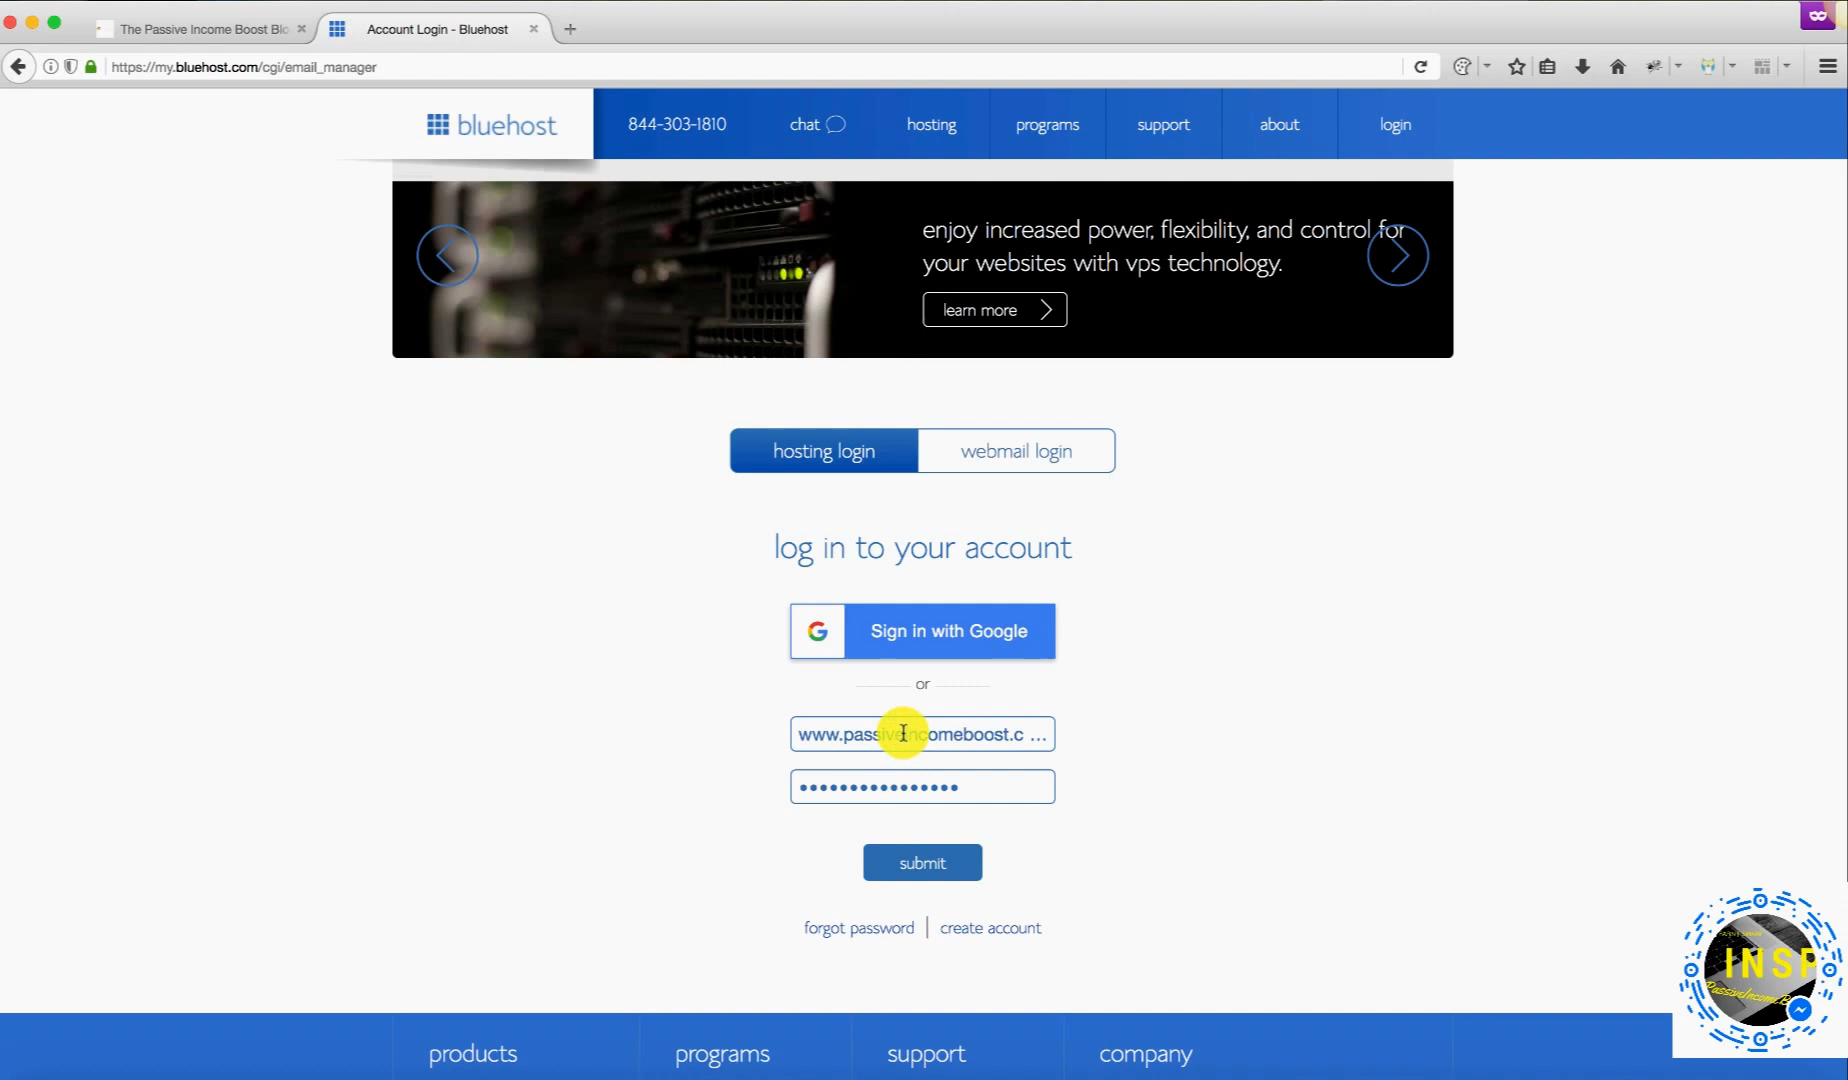 The Passive Income Boost Blo
Account Login - Bluehost
https://my.bluehost.com/cgi/email_manager
bluehost
844-303-1810
chat
hosting
programs
support
about
login
enjoy increased power, flexibility, and control for
your websites with vps technology.
learn more
hosting login
webmail login
log in to your account
G
Sign in with Google
or
www.passiveincomeboost.c ...
submit
forgot password
create account
INSP
PassiveIncome.B
products
programs
support
company